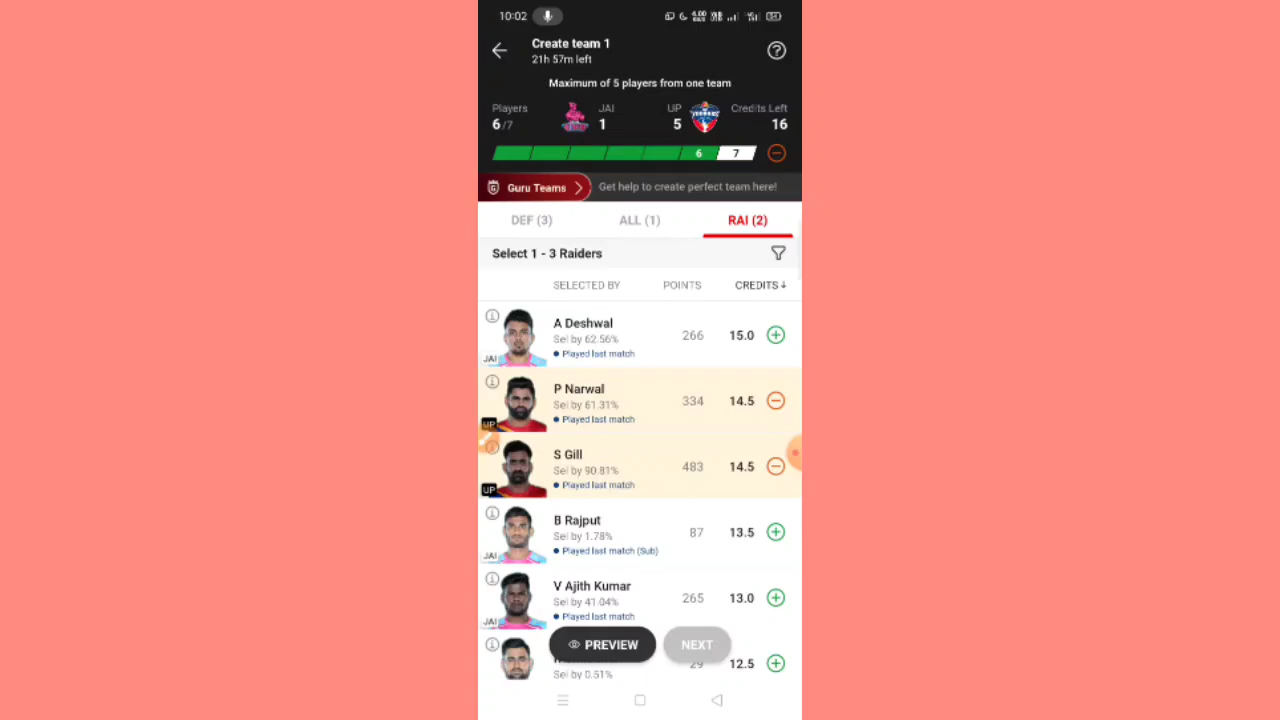 10:02
Create team 1
21h 57m left
Maximum of 5 players from one team
Players
6/7
JAI
1
UP
5
Credits Left
16
6
7
Guru Teams
Get help to create perfect team here!
DEF (3)
ALL (1)
RAI (2)
Select 1 - 3 Raiders
SELECTED BY
POINTS
CREDITS↓
A Deshwal
Sel by 62.56%
Played last match
JAI
266
15.0
P Narwal
Sel by 61.31%
Played last match
UP
334
14.5
S Gill
Sel by 90.81%
Played last match
UP
483
14.5
B Rajput
Sel by 1.78%
Played last match (Sub)
JAI
87
13.5
V Ajith Kumar
Sel by 41.04%
Played last match
JAI
265
13.0
PREVIEW
NEXT
Sel by 0.51%
29
12.5